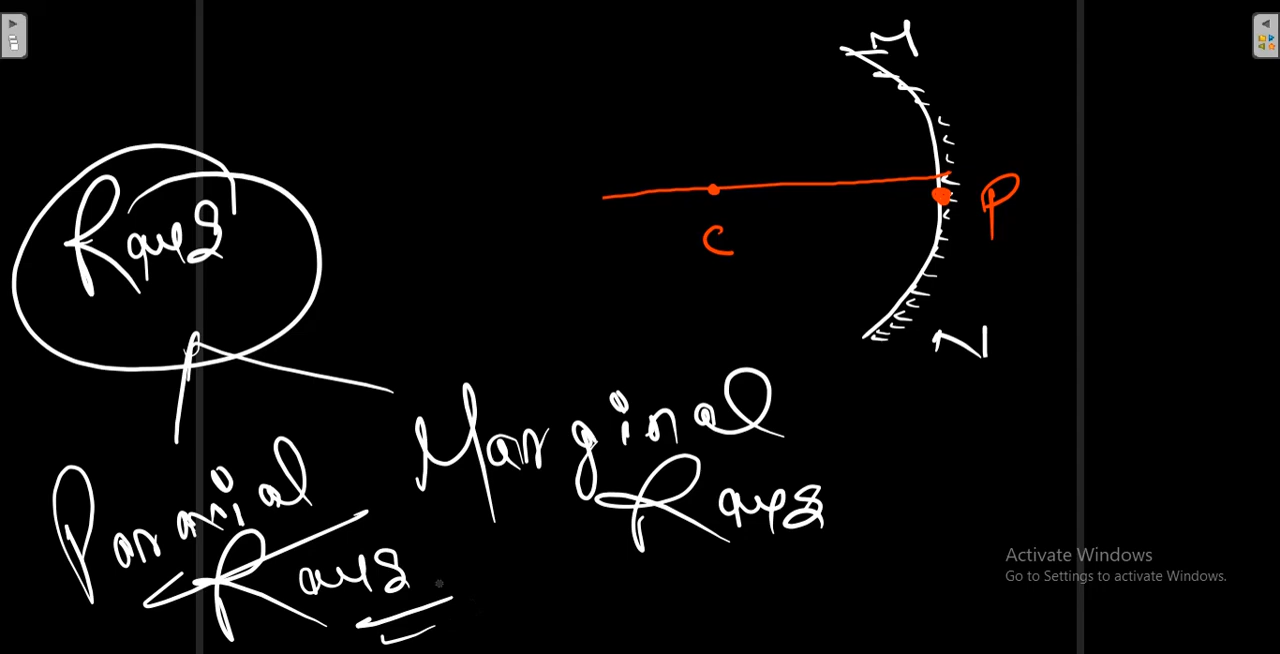 M
Rays
P
C
N
Marginal
Rays
Paraxial
Rays
Activate Windows
Go to Settings to activate Windows.